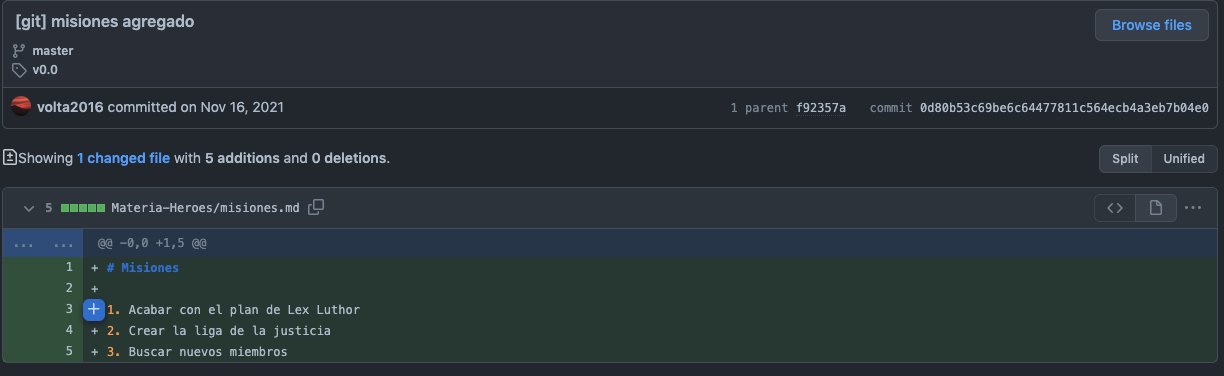 [git] misiones agregado
Browse files
master
v0.0
volta2016 committed on Nov 16, 2021
1 parent f92357a commit 0d80b53c69be6c64477811c564ecb4a3eb7b04e0
Showing 1 changed file with 5 additions and 0 deletions.
Split Unified
5 Materia-Heroes/misiones.md
... ... @@ -0,0 +1,5 @@
1 + # Misiones
2 +
3 + 1. Acabar con el plan de Lex Luthor
4 + 2. Crear la liga de la justicia
5 + 3. Buscar nuevos miembros